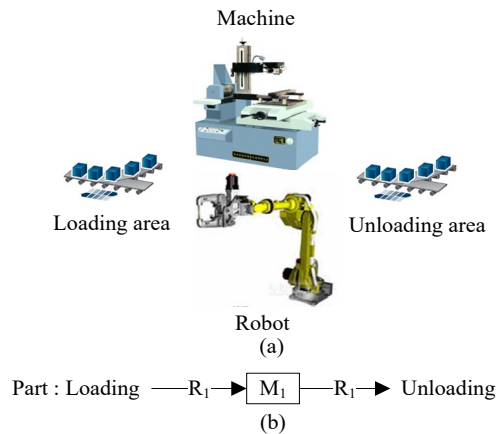 Machine
Loading area
Unloading area
Robot
(a)
Part : Loading R₁ M₁ R₁ Unloading
(b)